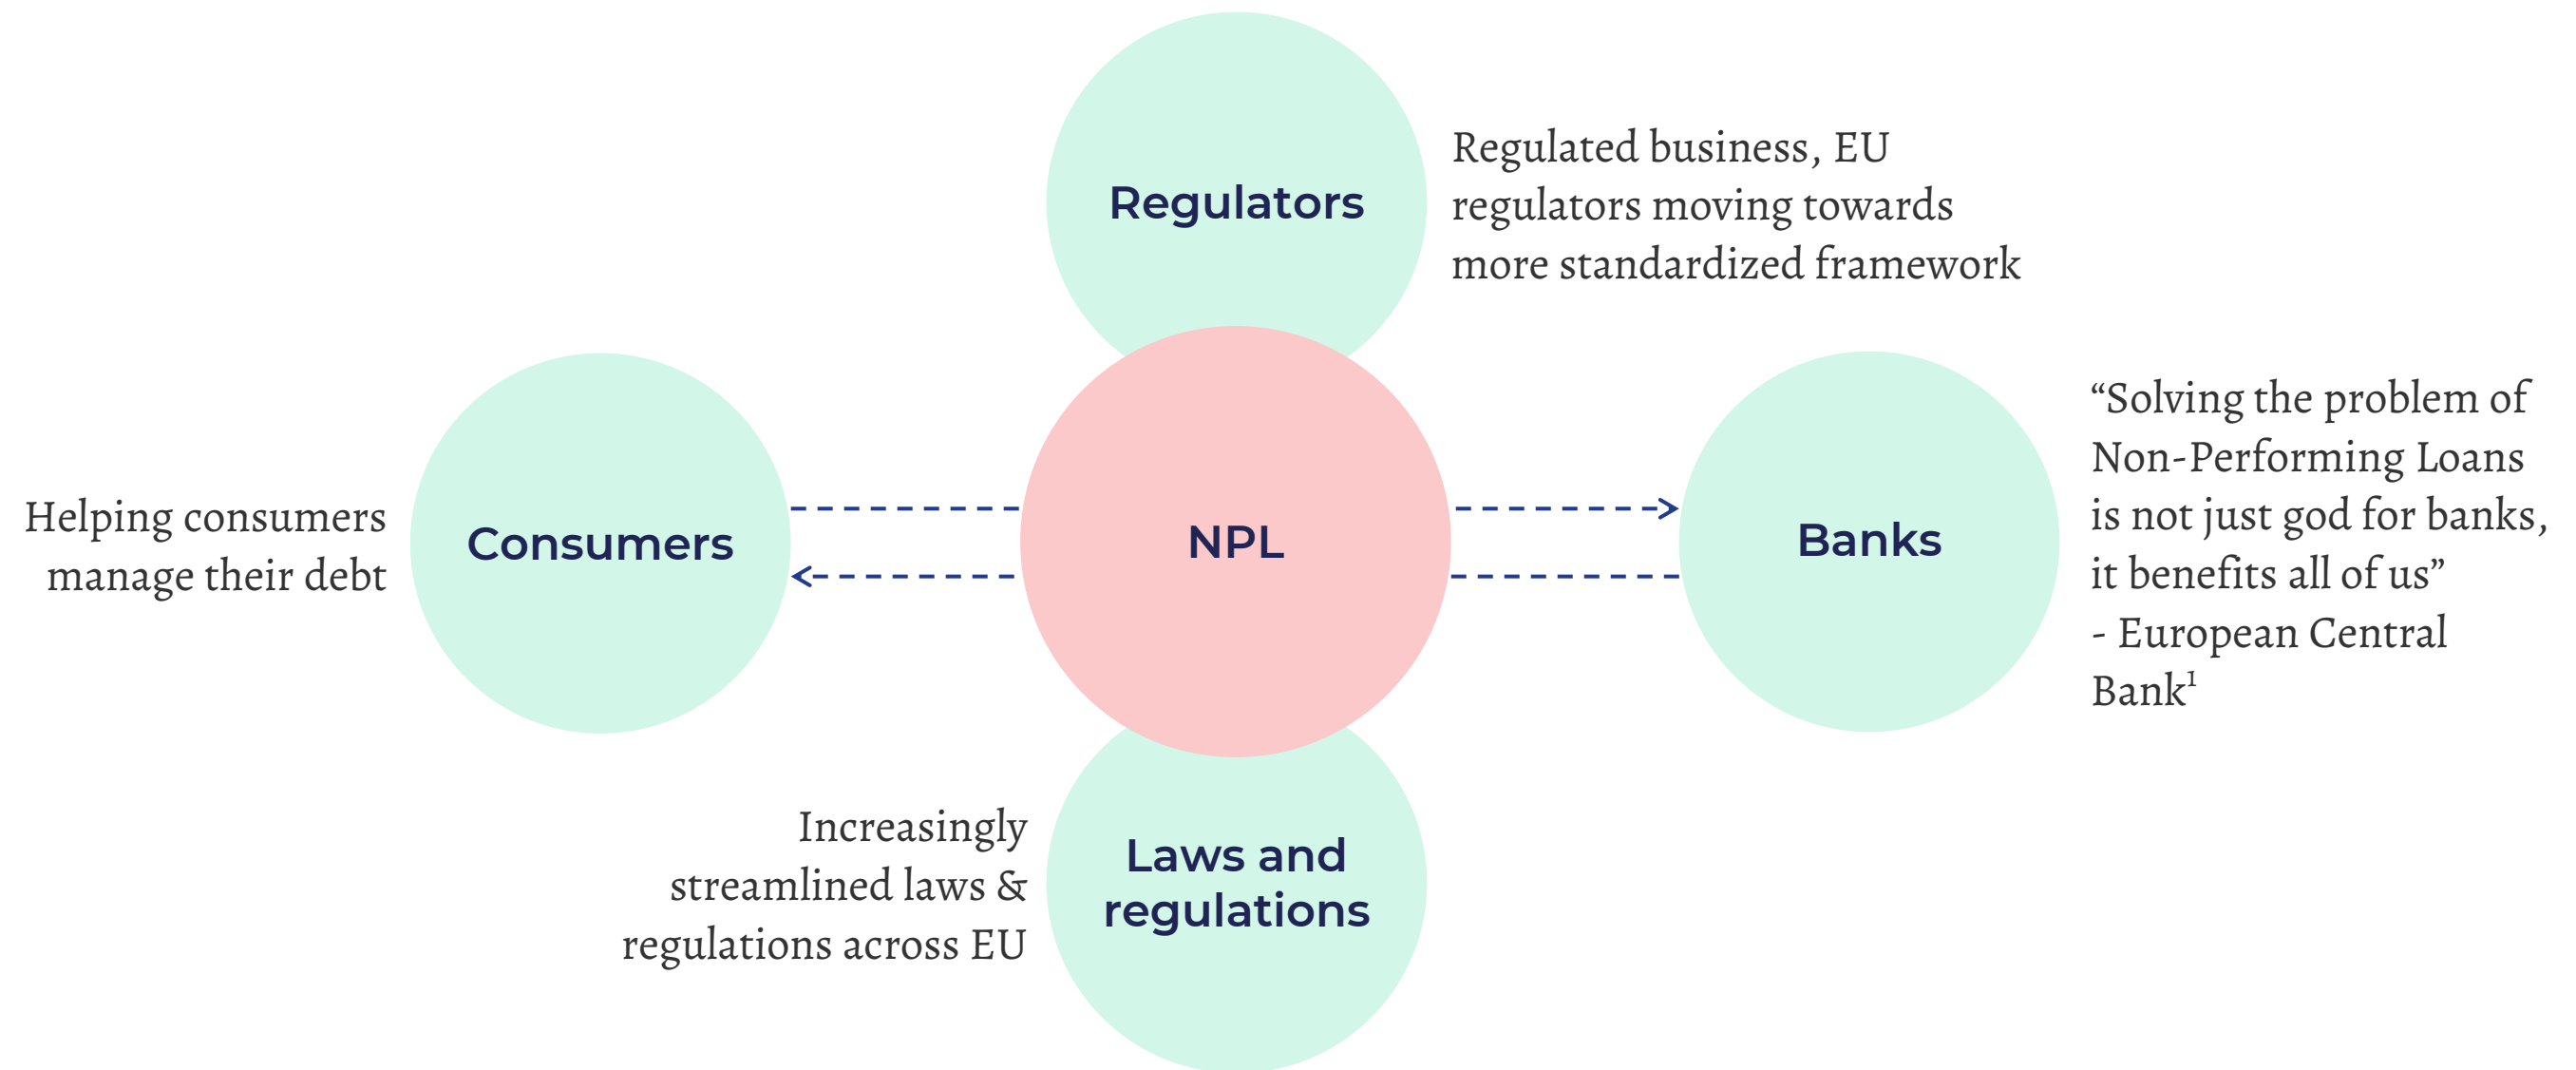 Regulators
Regulated business, EU
regulators moving towards
more standardized framework
Helping consumers
manage their debt
Consumers
NPL
Banks
“Solving the problem of
Non-Performing Loans
is not just god for banks,
it benefits all of us”
- European Central
Bank¹
Increasingly
streamlined laws &
regulations across EU
Laws and
regulations